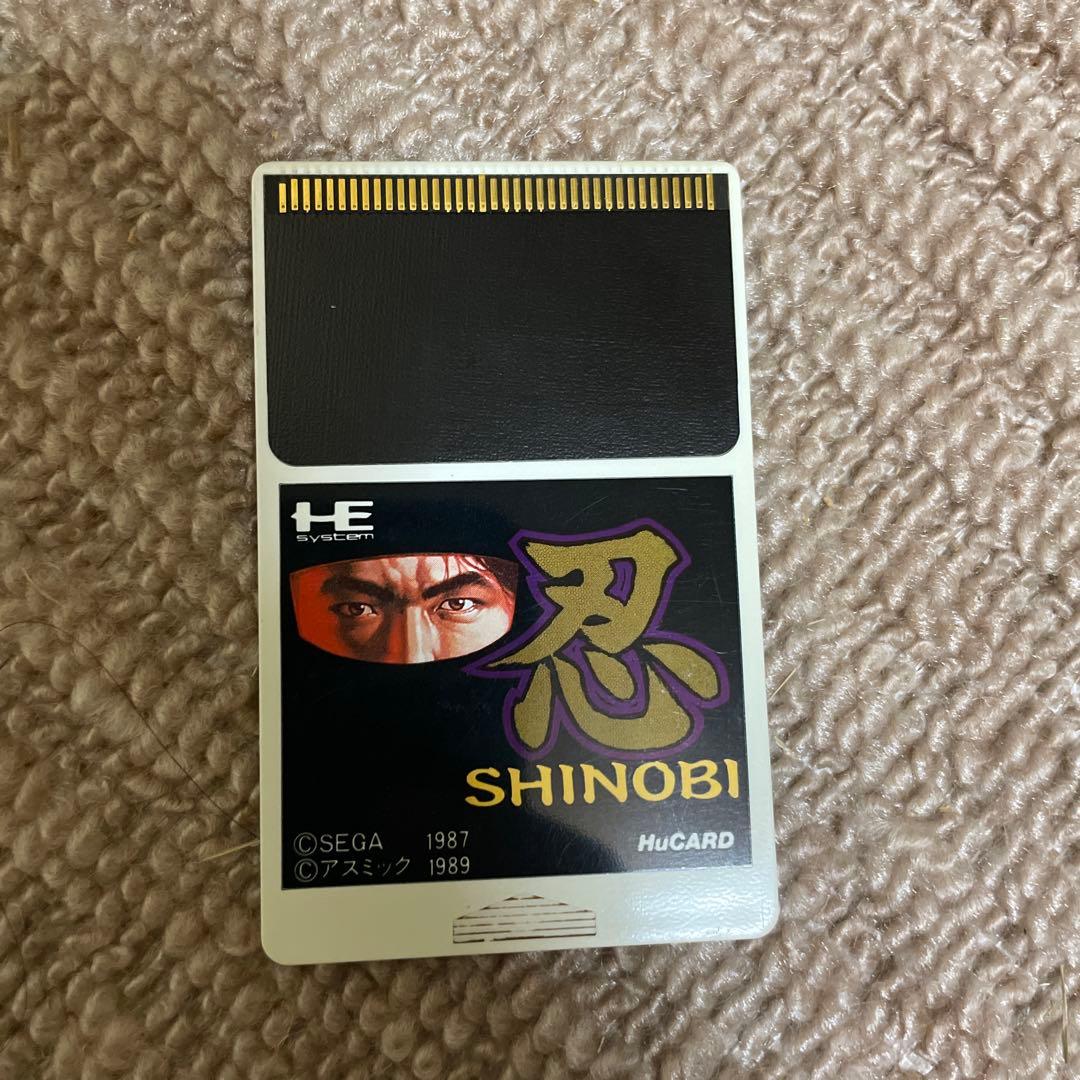 HE
system
忍
SHINOBI
©SEGA 1987
©アスミック 1989
HuCARD